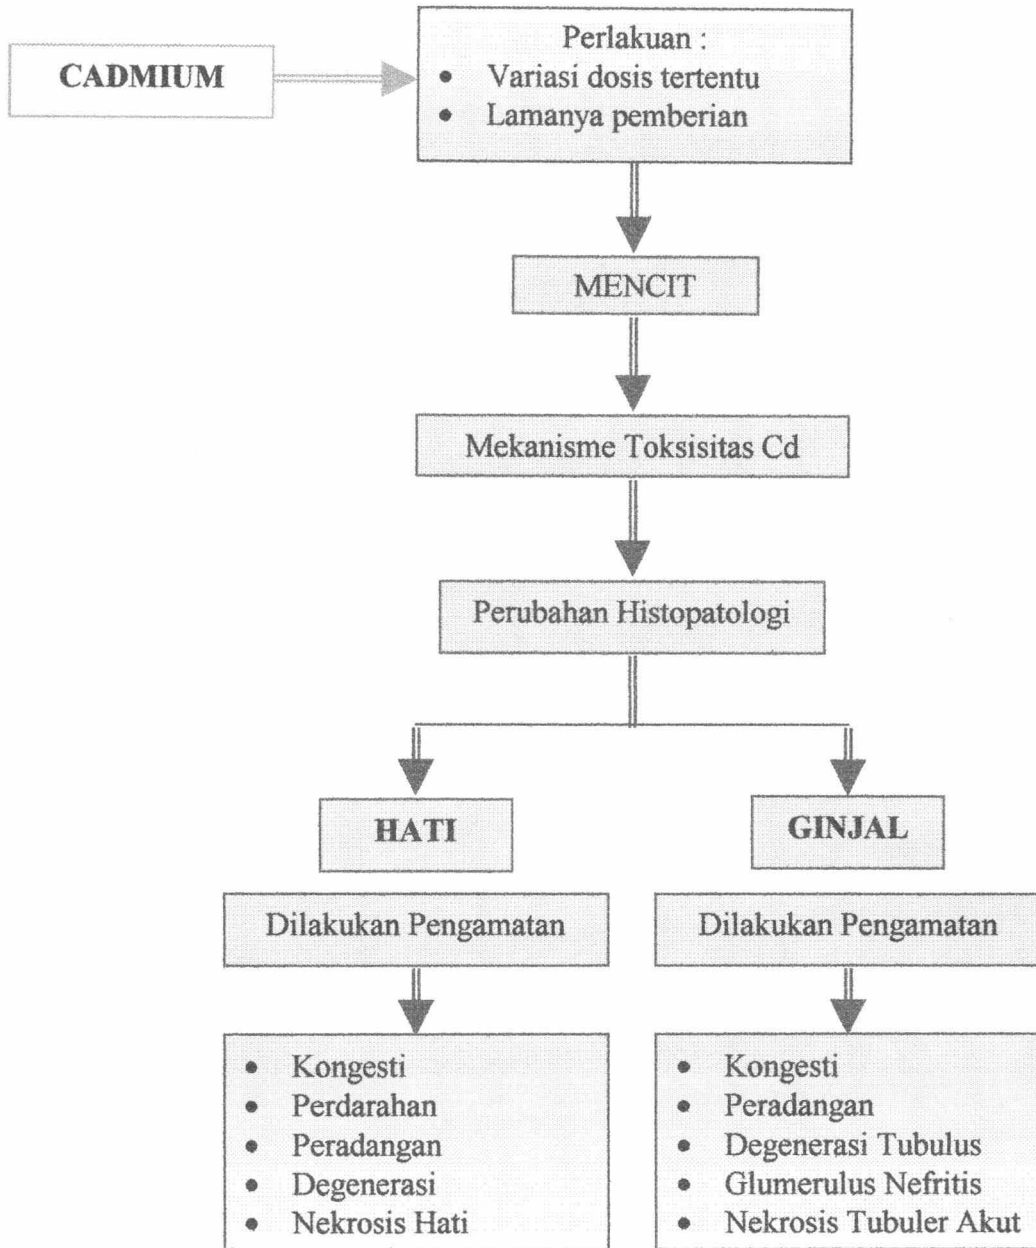 CADMIUM
Perlakuan :
• Variasi dosis tertentu
• Lamanya pemberian
MENCIT
Mekanisme Toksisitas Cd
Perubahan Histopatologi
HATI
GINJAL
Dilakukan Pengamatan
Dilakukan Pengamatan
• Kongesti
• Perdarahan
• Peradangan
• Degenerasi
• Nekrosis Hati
• Kongesti
• Peradangan
• Degenerasi Tubulus
• Glumerulus Nefritis
• Nekrosis Tubuler Akut